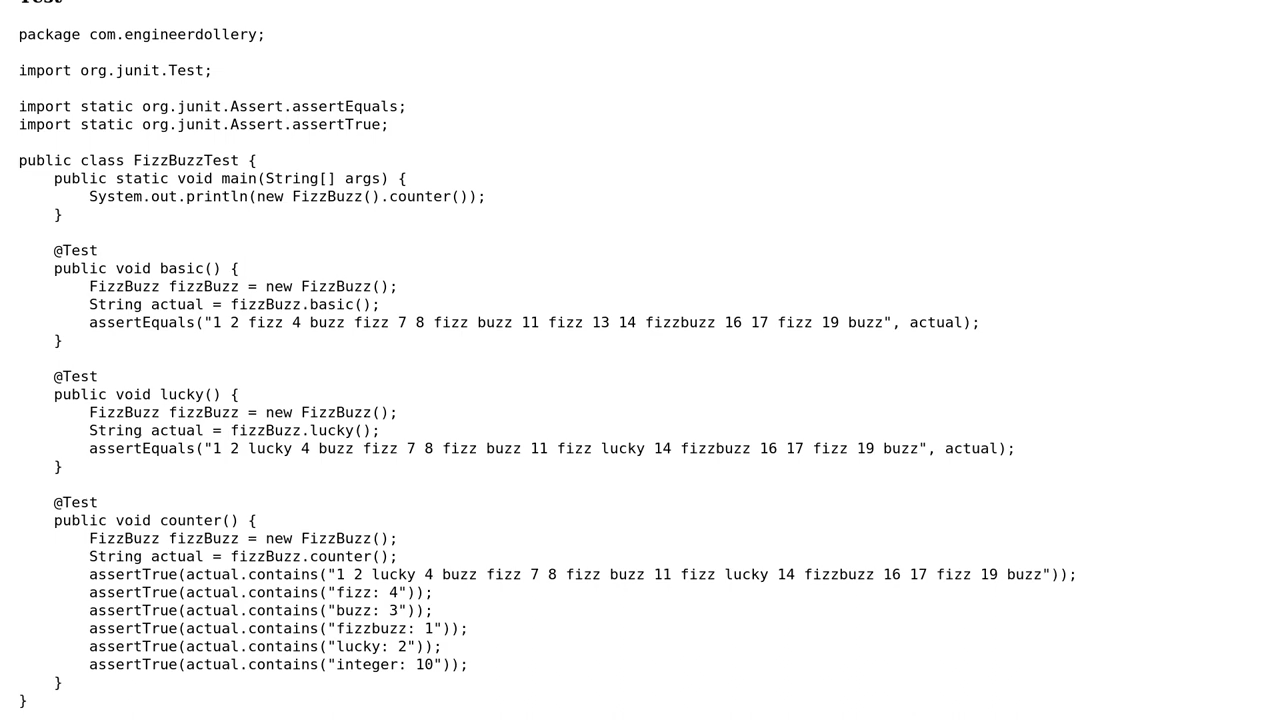 Test
package com.engineerdollery;
import org.junit.Test;
import static org.junit.Assert.assertEquals;
import static org.junit.Assert.assertTrue;
public class FizzBuzzTest {
    public static void main(String[] args) {
        System.out.println(new FizzBuzz().counter());
    }
    @Test
    public void basic() {
        FizzBuzz fizzBuzz = new FizzBuzz();
        String actual = fizzBuzz.basic();
        assertEquals("1 2 fizz 4 buzz fizz 7 8 fizz buzz 11 fizz 13 14 fizzbuzz 16 17 fizz 19 buzz", actual);
    }
    @Test
    public void lucky() {
        FizzBuzz fizzBuzz = new FizzBuzz();
        String actual = fizzBuzz.lucky();
        assertEquals("1 2 lucky 4 buzz fizz 7 8 fizz buzz 11 fizz lucky 14 fizzbuzz 16 17 fizz 19 buzz", actual);
    }
    @Test
    public void counter() {
        FizzBuzz fizzBuzz = new FizzBuzz();
        String actual = fizzBuzz.counter();
        assertTrue(actual.contains("1 2 lucky 4 buzz fizz 7 8 fizz buzz 11 fizz lucky 14 fizzbuzz 16 17 fizz 19 buzz"));
        assertTrue(actual.contains("fizz: 4"));
        assertTrue(actual.contains("buzz: 3"));
        assertTrue(actual.contains("fizzbuzz: 1"));
        assertTrue(actual.contains("lucky: 2"));
        assertTrue(actual.contains("integer: 10"));
    }
}